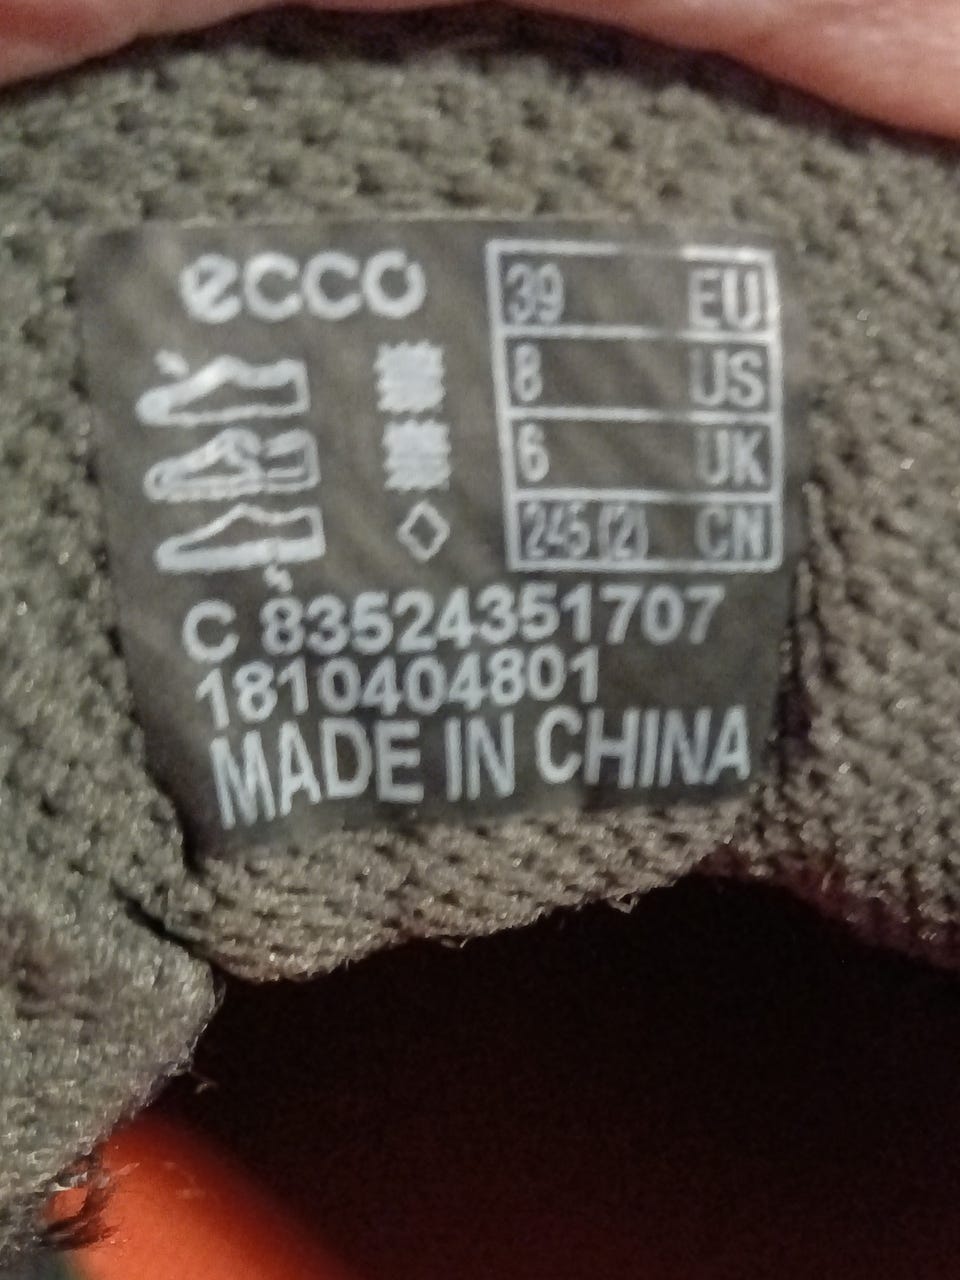 ecco
39 EU
8 US
6 UK
245 (2) CN
C 83524351707
1810404801
MADE IN CHINA